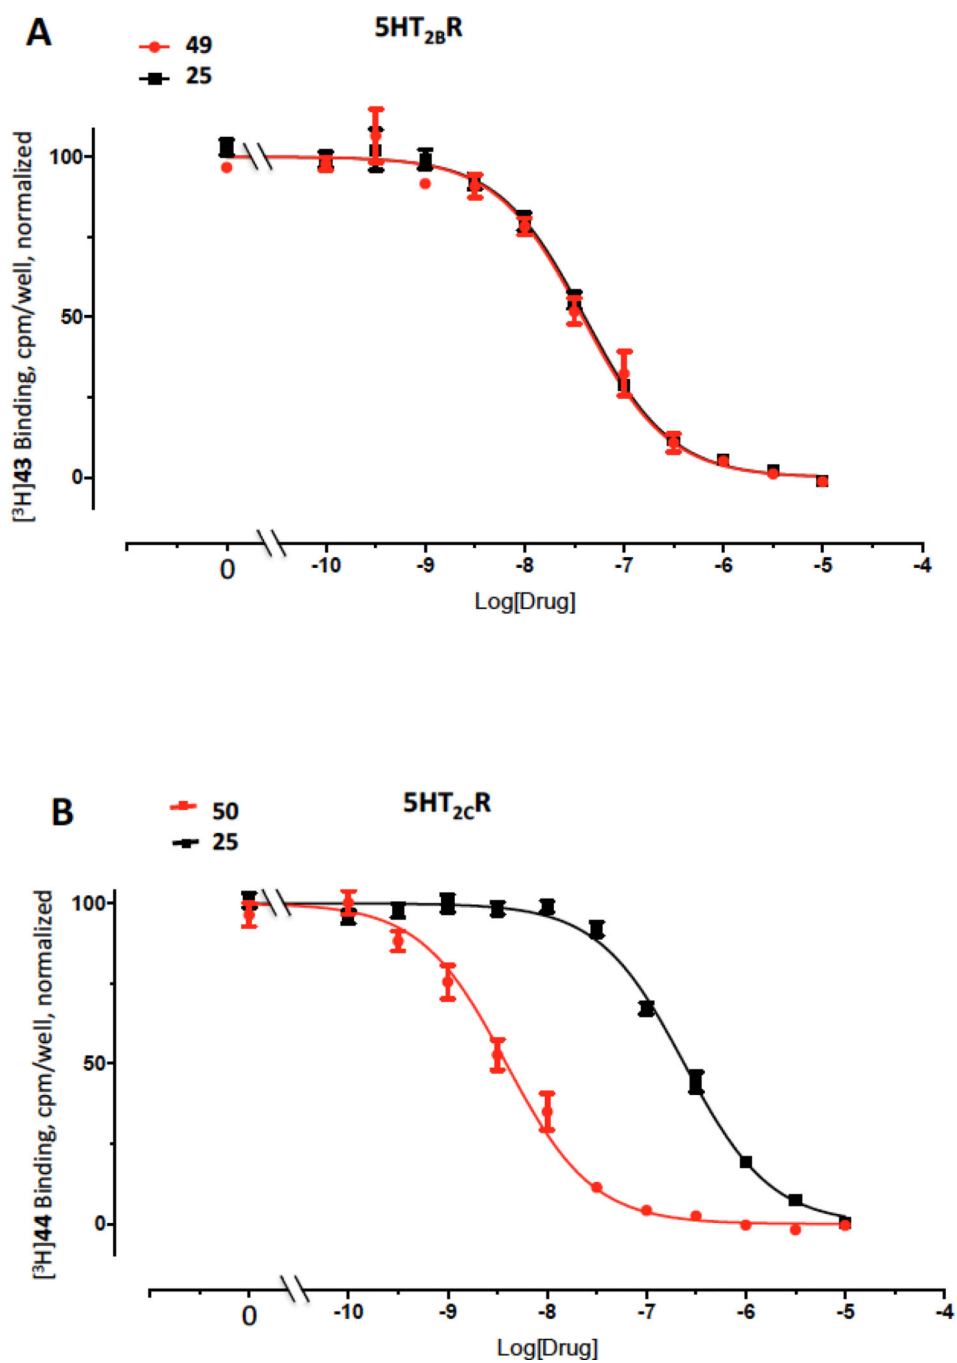 A
5HT2BR
49
25
[³H]43 Binding, cpm/well, normalized
100
50
0
0 -10 -9 -8 -7 -6 -5 -4
Log[Drug]
B
5HT2CR
50
25
[³H]44 Binding, cpm/well, normalized
100
50
0
0 -10 -9 -8 -7 -6 -5 -4
Log[Drug]